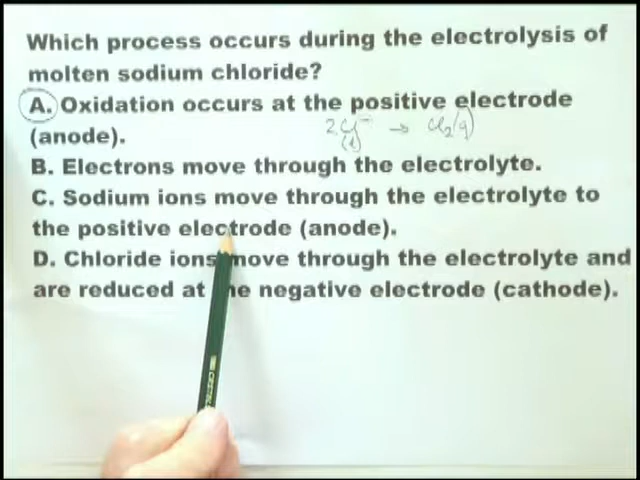 Which process occurs during the electrolysis of
molten sodium chloride?
A. Oxidation occurs at the positive electrode
(anode).
2Cl⁻(l) → Cl₂(g)
B. Electrons move through the electrolyte.
C. Sodium ions move through the electrolyte to
the positive electrode (anode).
D. Chloride ions move through the electrolyte and
are reduced at the negative electrode (cathode).